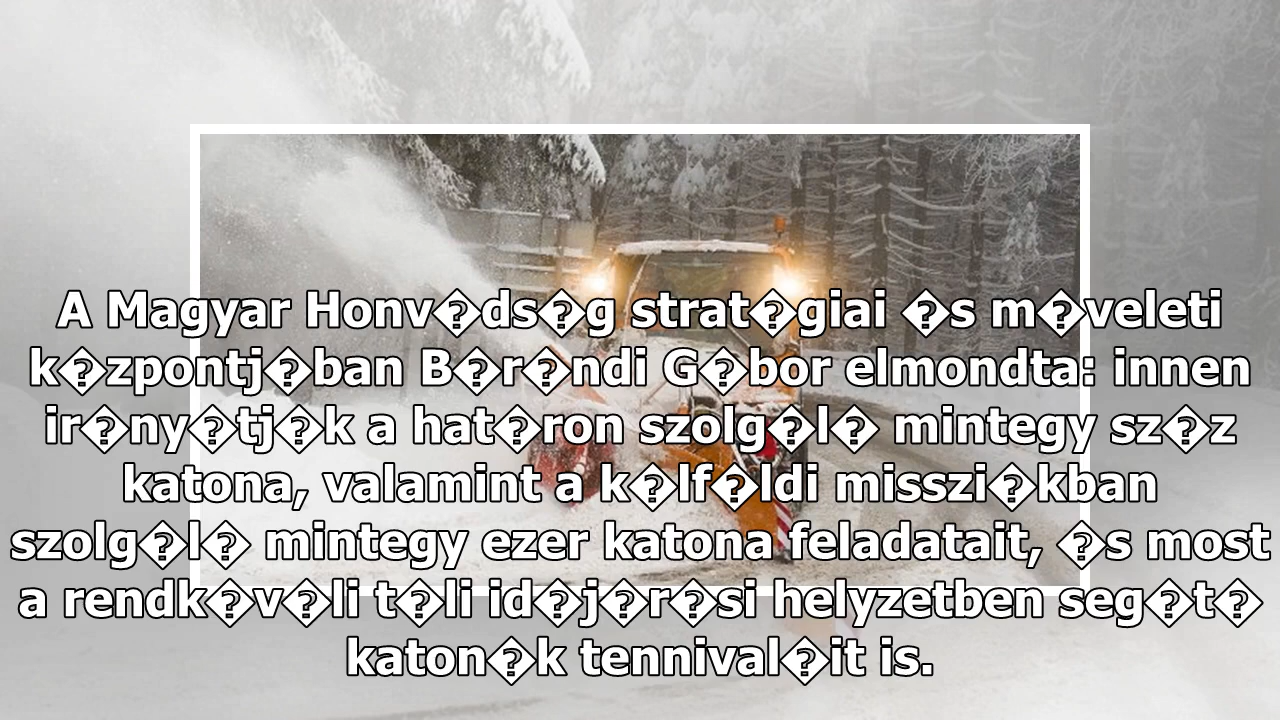 A Magyar Honv�ds�g strat�giai �s m�veleti
k�zpontj�ban B�r�ndi G�bor elmondta: innen
ir�ny�tj�k a hat�ron szolg�l� mintegy sz�z
katona, valamint a k�lf�ldi misszi�kban
szolg�l� mintegy ezer katona feladatait, �s most
a rendk�v�li t�li id�j�r�si helyzetben seg�t�
katon�k tennival�it is.